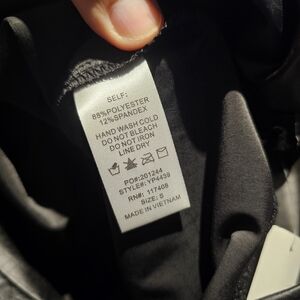 SELF:
88%POLYESTER
12%SPANDEX
HAND WASH COLD
DO NOT BLEACH
DO NOT IRON
LINE DRY
PO#:201244
STYLE#: YP4439
RN#: 117408
SIZE: S
MADE IN VIETNAM